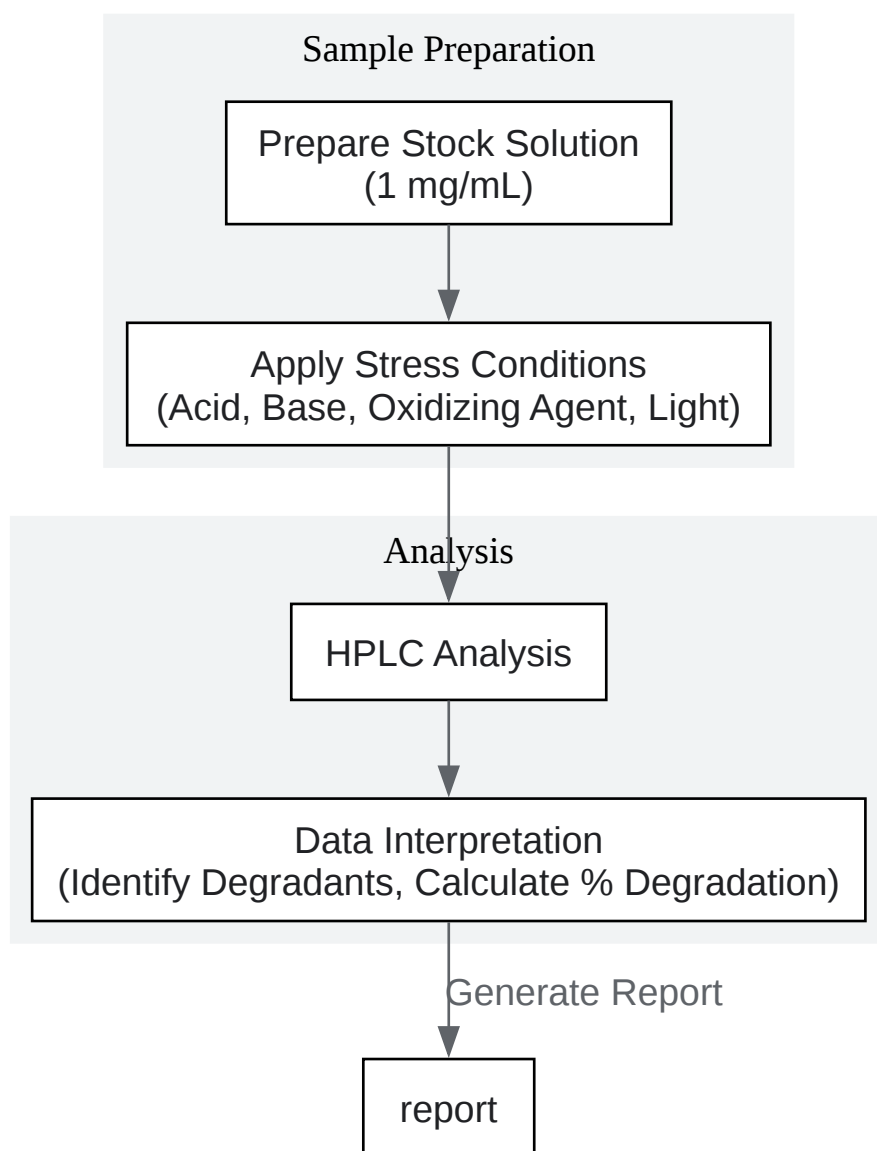 Sample Preparation
Prepare Stock Solution
(1 mg/mL)
Apply Stress Conditions
(Acid, Base, Oxidizing Agent, Light)
Analysis
HPLC Analysis
Data Interpretation
(Identify Degradants, Calculate % Degradation)
Generate Report
report